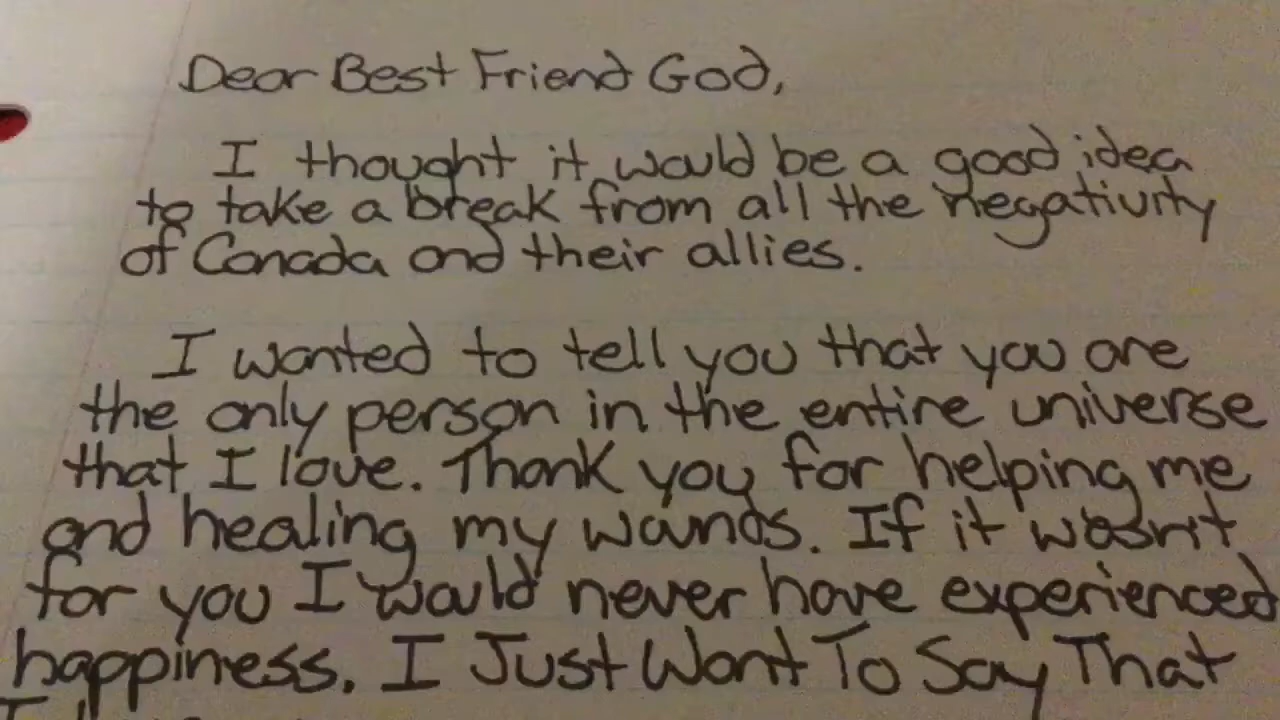 Dear Best Friend God,
I thought it would be a good idea
to take a break from all the negativity
of Canada and their allies.
I wanted to tell you that you are
the only person in the entire universe
that I love. Thank you for helping me
and healing my wounds. If it wasn't
for you I would never have experienced
happiness. I Just Want To Say That